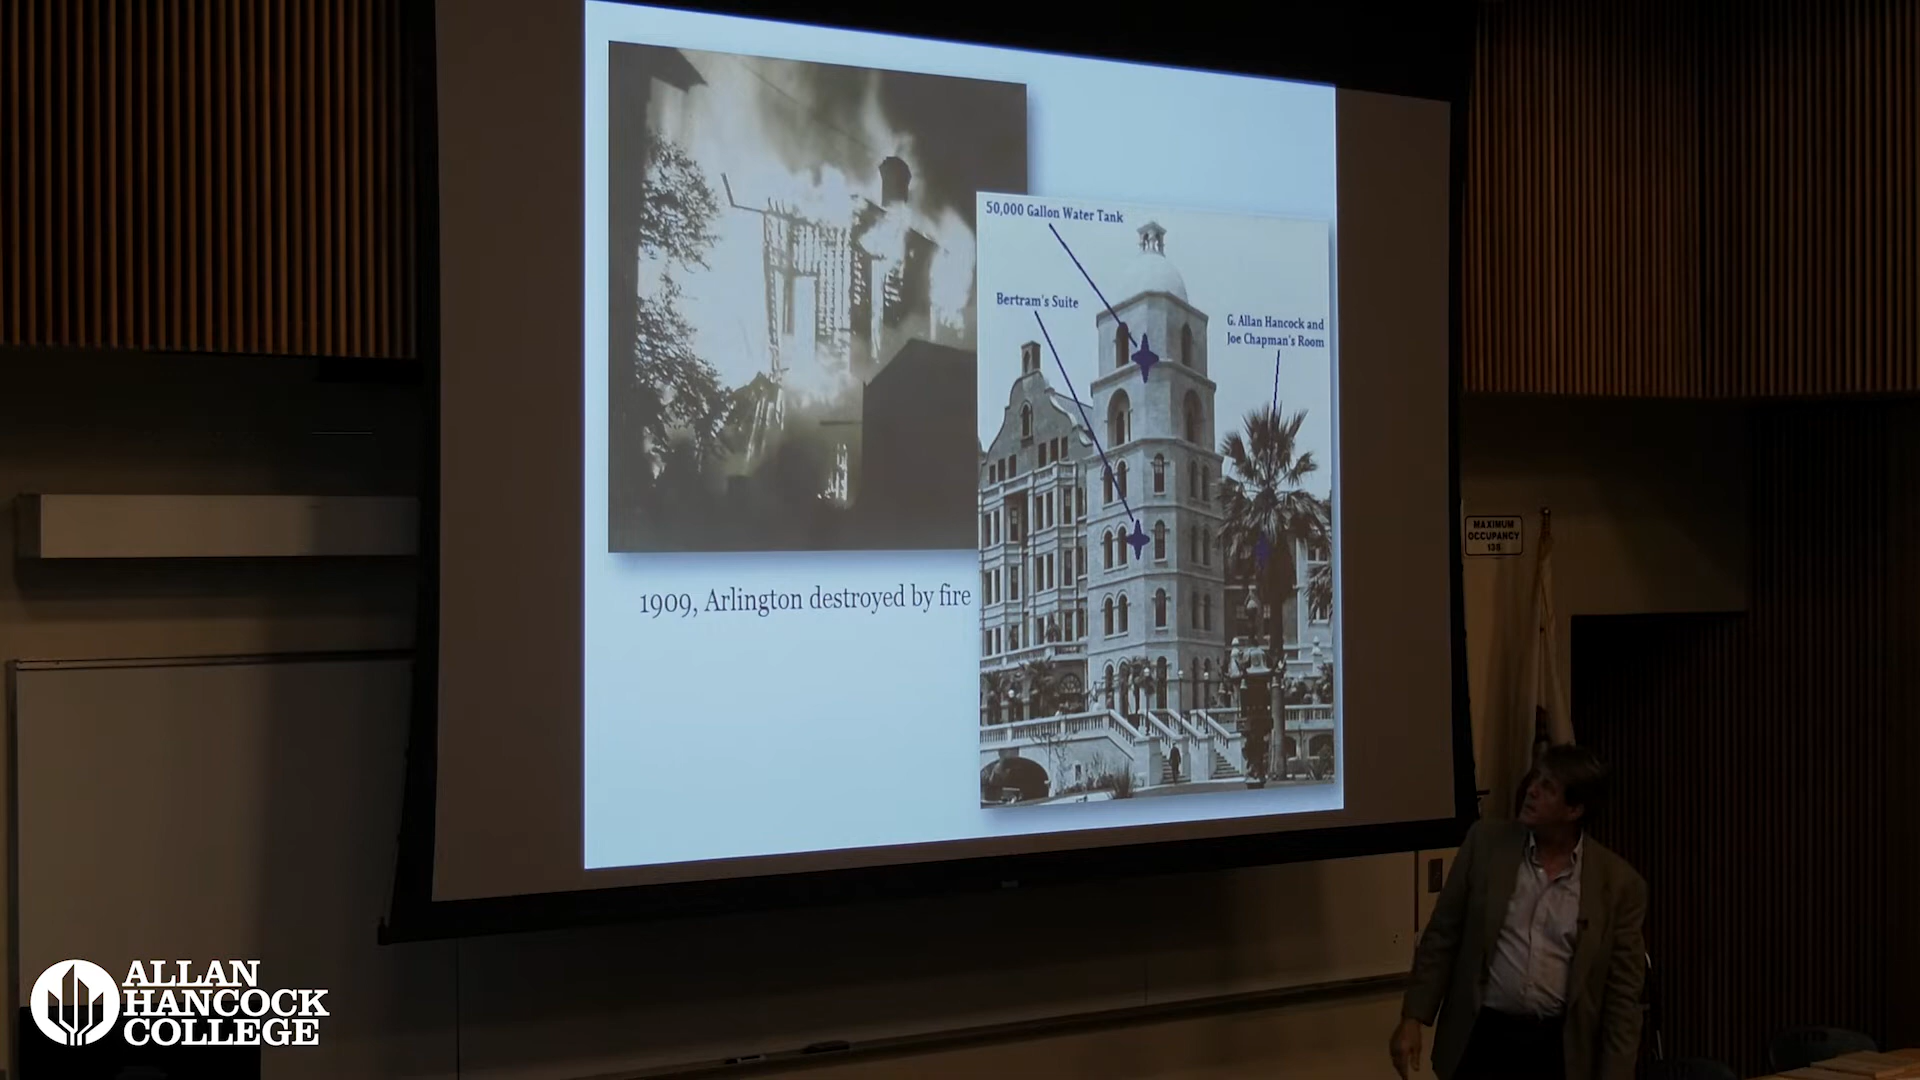 50,000 Gallon Water Tank
Bertram's Suite
G. Allan Hancock and
Joe Chapman's Room
1909, Arlington destroyed by fire
MAXIMUM
OCCUPANCY
135
ALLAN
HANCOCK
COLLEGE